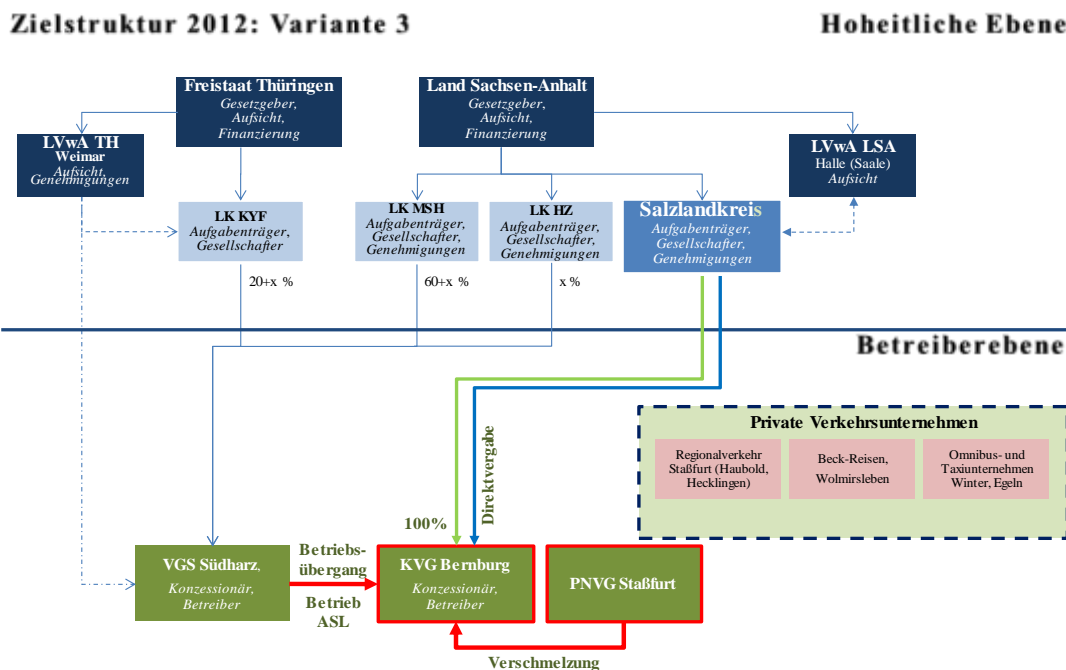 Zielstruktur 2012: Variante 3
Hoheitliche Ebene
Freistaat Thüringen
Gesetzgeber,
Aufsicht,
Finanzierung
Land Sachsen-Anhalt
Gesetzgeber,
Aufsicht,
Finanzierung
LVwA TH
Weimar
Aufsicht,
Genehmigungen
LVwA LSA
Halle (Saale)
Aufsicht
LK KYF
Aufgabenträger,
Gesellschafter
LK MSH
Aufgabenträger,
Gesellschafter,
Genehmigungen
LK HZ
Aufgabenträger,
Gesellschafter,
Genehmigungen
Salzlandkreis
Aufgabenträger,
Gesellschafter,
Genehmigungen
20+x %
60+x %
x %
Betreiberebene
Private Verkehrsunternehmen
Regionalverkehr
Staßfurt (Haubold,
Hecklingen)
Beck-Reisen,
Wolmirsleben
Omnibus- und
Taxiunternehmen
Winter, Egeln
100%
Direktvergabe
VGS Südharz,
Konzessionär,
Betreiber
Betriebs-
übergang
Betrieb
ASL
KVG Bernburg
Konzessionär,
Betreiber
PNVG Staßfurt
Verschmelzung